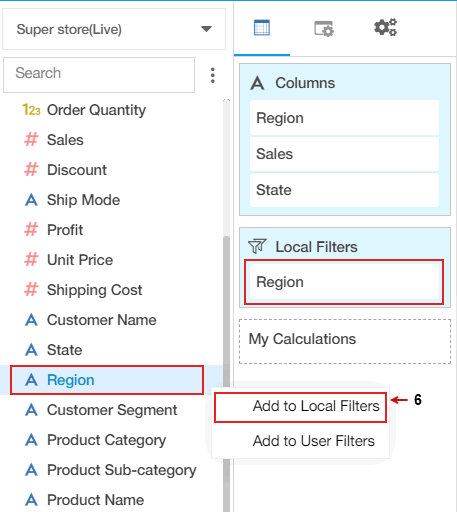 Super store(Live)
Search
123 Order Quantity
# Sales
# Discount
A Ship Mode
# Profit
# Unit Price
# Shipping Cost
A Customer Name
A State
A Region
A Customer Segment
A Product Category
A Product Sub-category
A Product Name
A Columns
Region
Sales
State
Local Filters
Region
My Calculations
Add to Local Filters
6
Add to User Filters